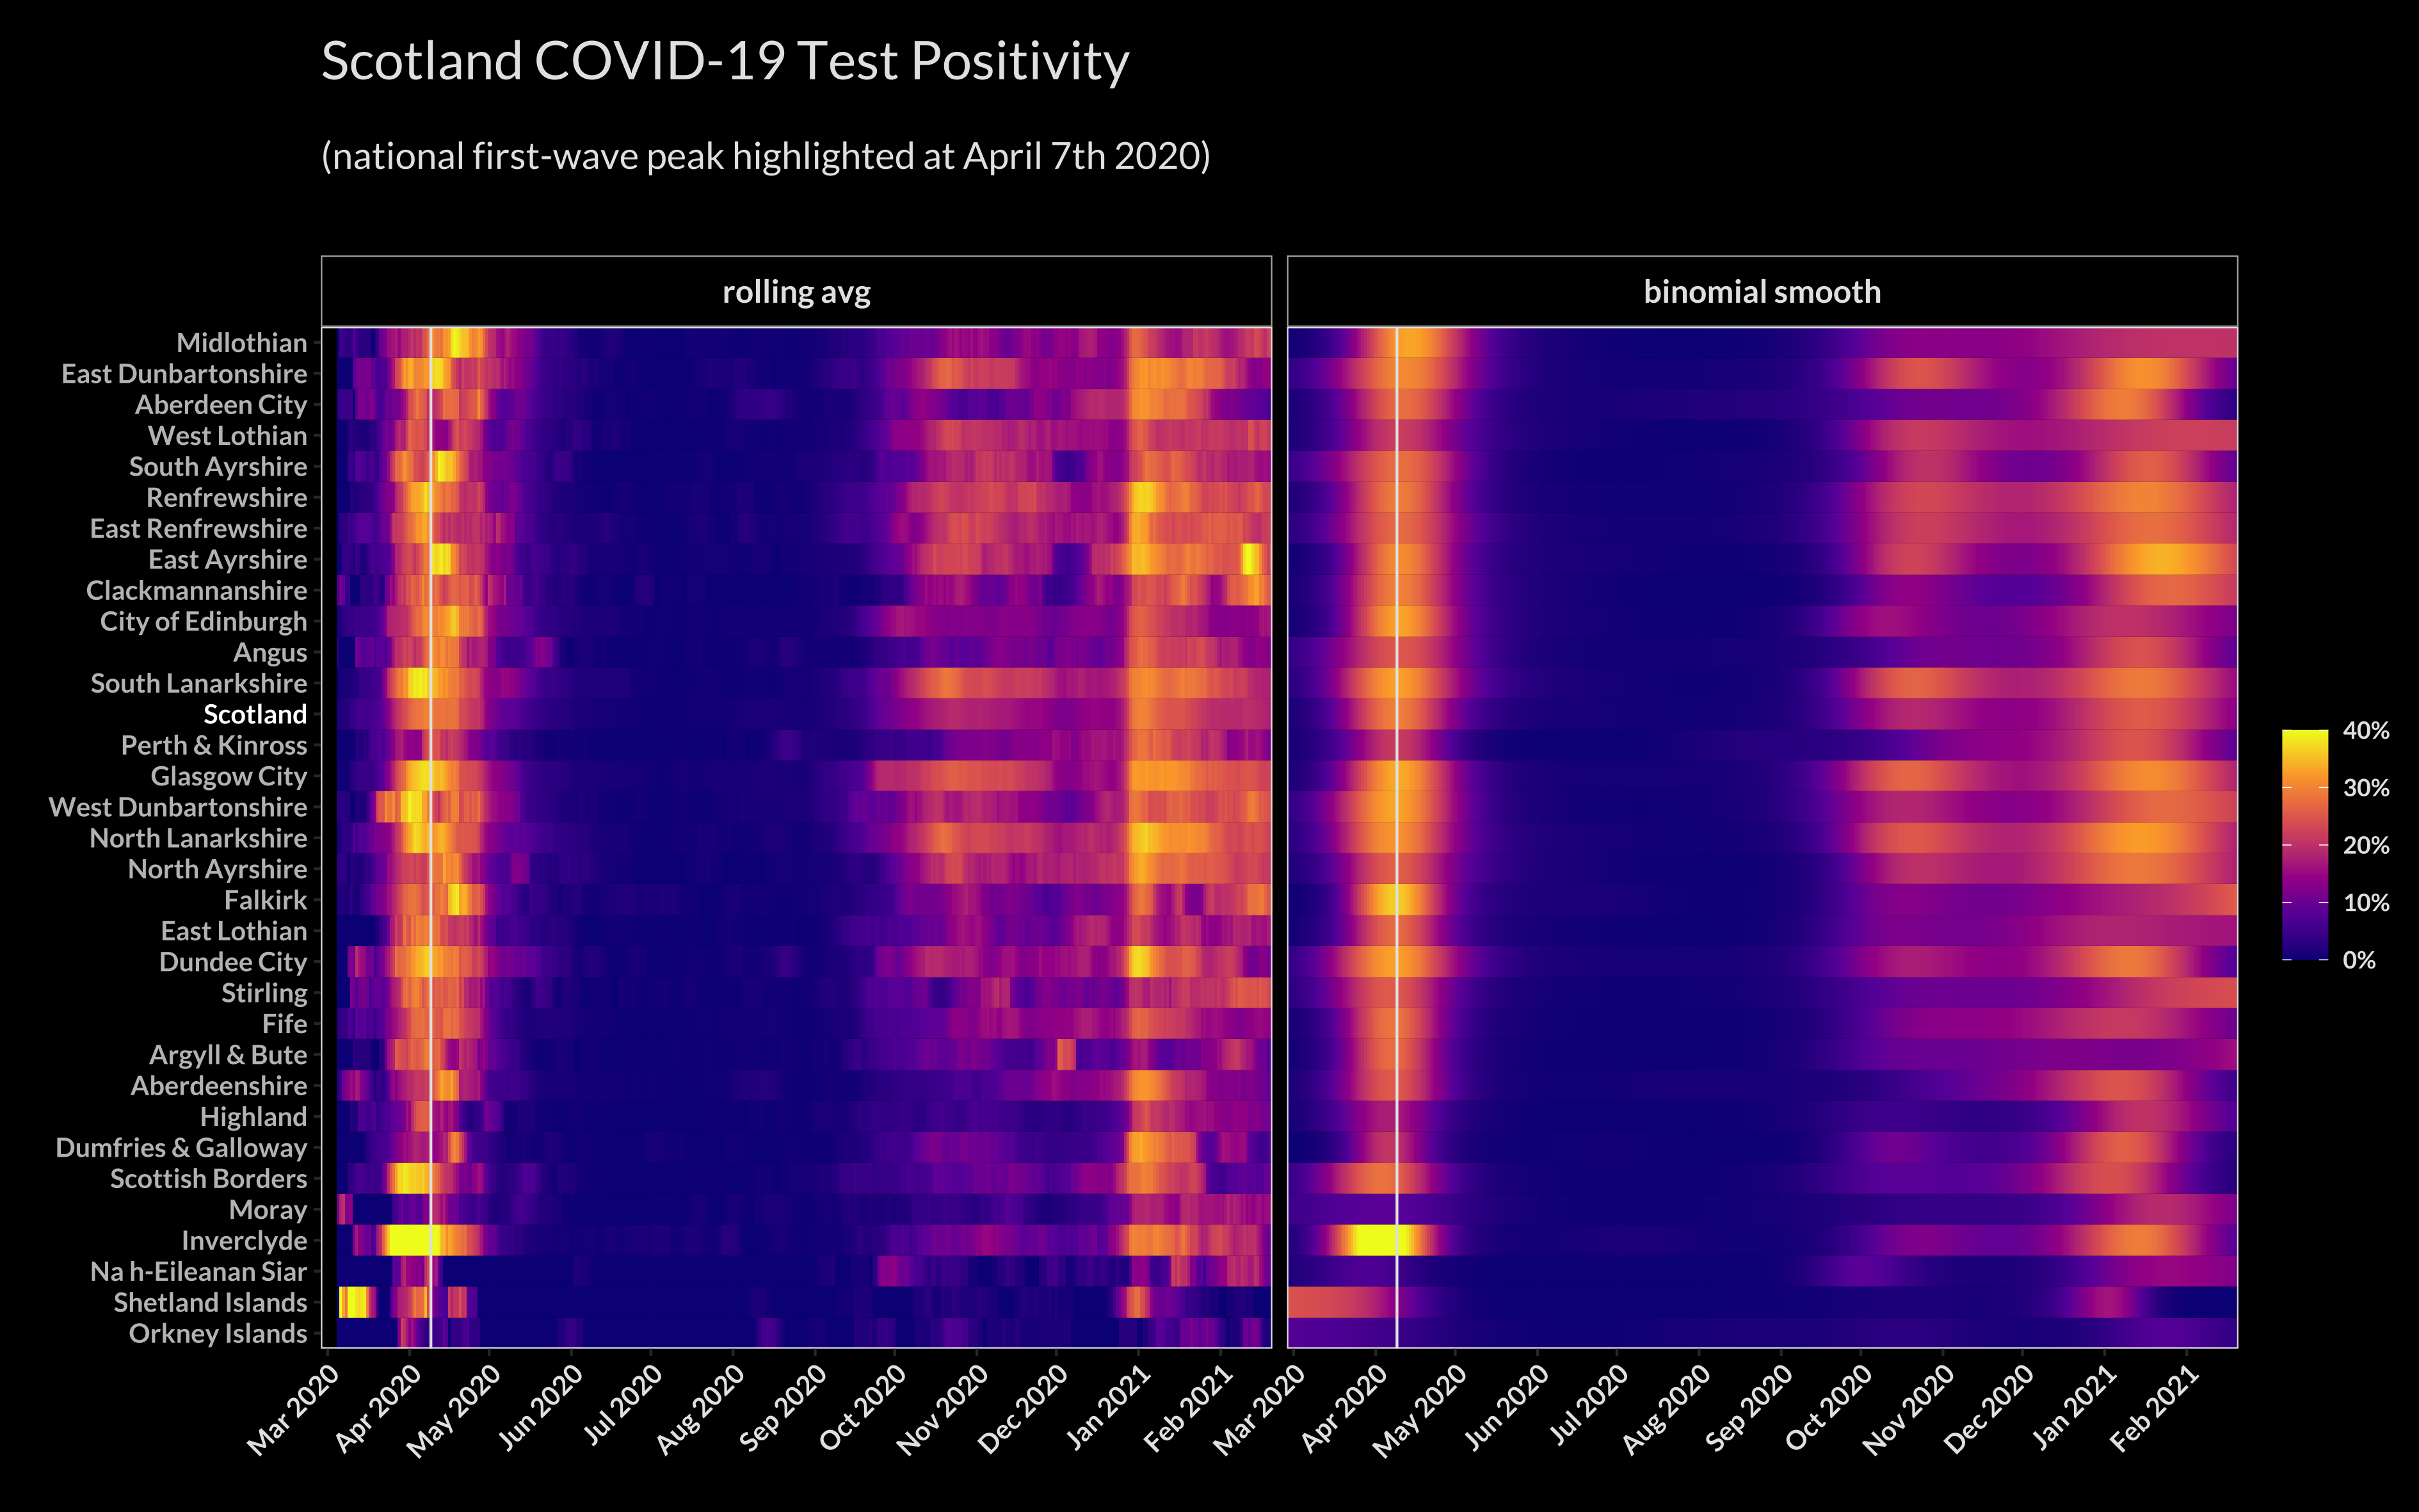 Scotland COVID-19 Test Positivity
(national first-wave peak highlighted at April 7th 2020)
rolling avg
binomial smooth
Midlothian
East Dunbartonshire
Aberdeen City
West Lothian
South Ayrshire
Renfrewshire
East Renfrewshire
East Ayrshire
Clackmannanshire
City of Edinburgh
Angus
South Lanarkshire
Scotland
Perth & Kinross
Glasgow City
West Dunbartonshire
North Lanarkshire
North Ayrshire
Falkirk
East Lothian
Dundee City
Stirling
Fife
Argyll & Bute
Aberdeenshire
Highland
Dumfries & Galloway
Scottish Borders
Moray
Inverclyde
Na h-Eileanan Siar
Shetland Islands
Orkney Islands
Mar 2020
Apr 2020
May 2020
Jun 2020
Jul 2020
Aug 2020
Sep 2020
Oct 2020
Nov 2020
Dec 2020
Jan 2021
Feb 2021
Mar 2020
Apr 2020
May 2020
Jun 2020
Jul 2020
Aug 2020
Sep 2020
Oct 2020
Nov 2020
Dec 2020
Jan 2021
Feb 2021
40%
30%
20%
10%
0%